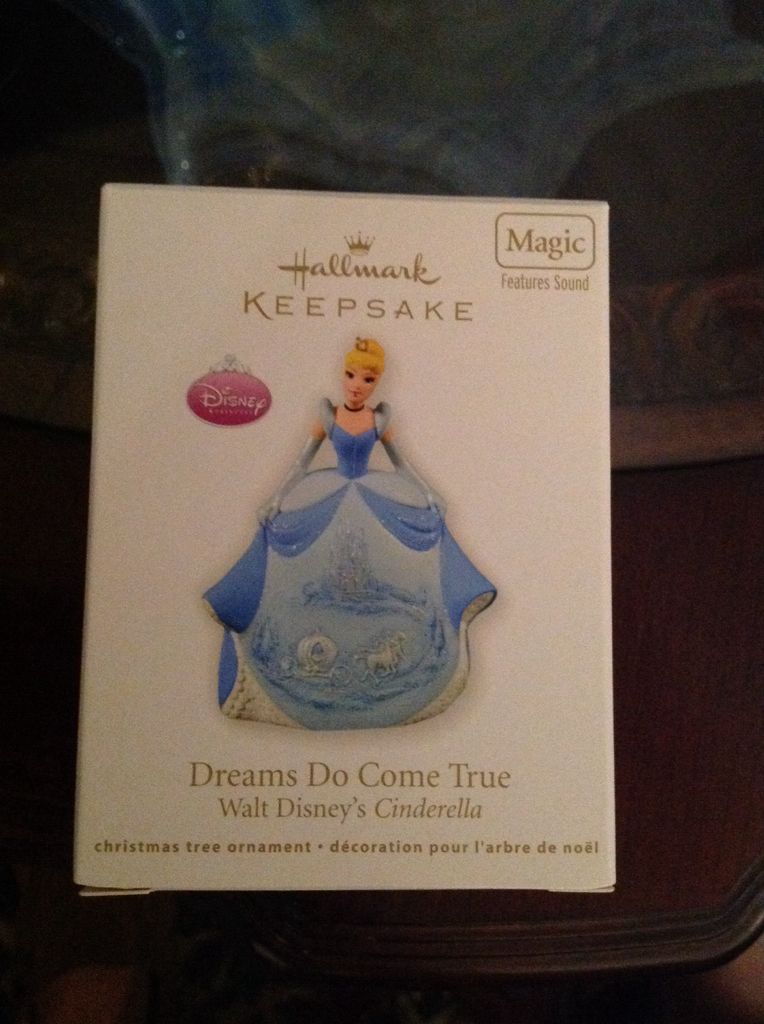 Hallmark
KEEPSAKE
Magic
Features Sound
Disney
Dreams Do Come True
Walt Disney's Cinderella
christmas tree ornament • décoration pour l'arbre de noël